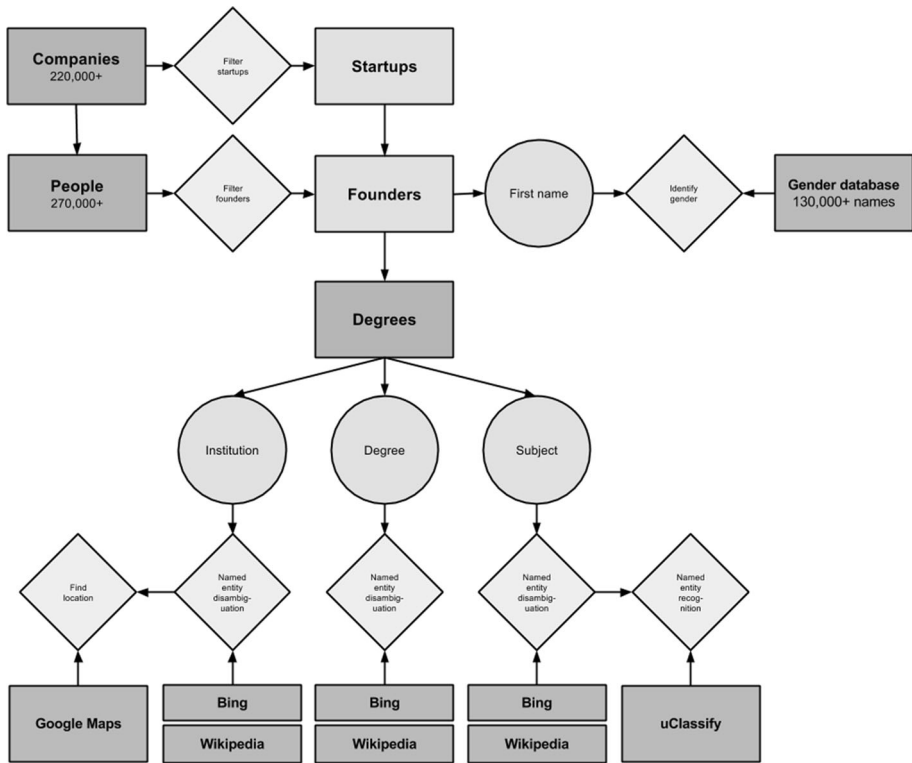 Companies
220,000+
Filter
startups
Startups
People
270,000+
Filter
founders
Founders
First name
Identify
gender
Gender database
130,000+ names
Degrees
Institution
Degree
Subject
Find
location
Named
entity
disambig-
uation
Named
entity
disambig-
uation
Named
entity
disambig-
uation
Named
entity
recog-
nition
Google Maps
Bing
Wikipedia
Bing
Wikipedia
Bing
Wikipedia
uClassify